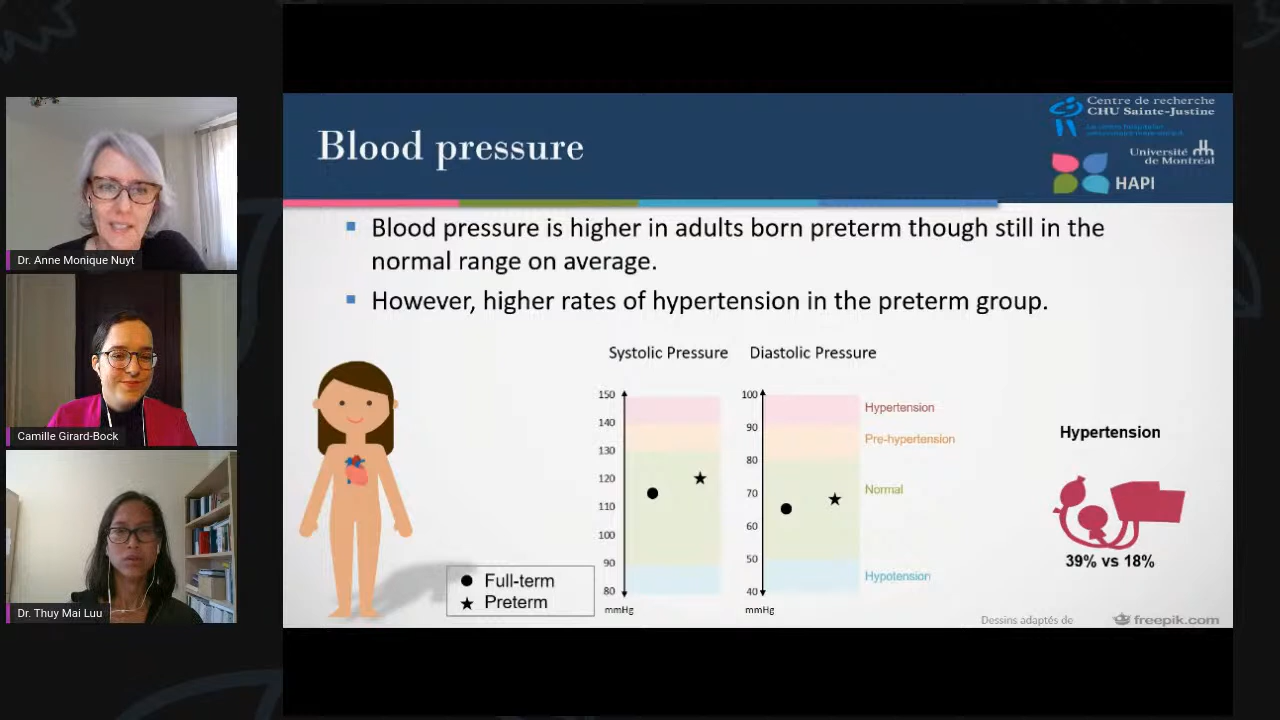 Blood pressure
Centre de recherche
CHU Sainte-Justine
Université
de Montréal
HAPI
Blood pressure is higher in adults born preterm though still in the
normal range on average.
However, higher rates of hypertension in the preterm group.
Systolic Pressure
Diastolic Pressure
150
140
130
120
110
100
90
80
mmHg
100
90
80
70
60
50
40
mmHg
Hypertension
Pre-hypertension
Normal
Hypotension
Hypertension
39% vs 18%
Full-term
Preterm
Dessins adaptés de
freepik.com
Dr. Anne Monique Nuyt
Camille Girard-Bock
Dr. Thuy Mai Luu